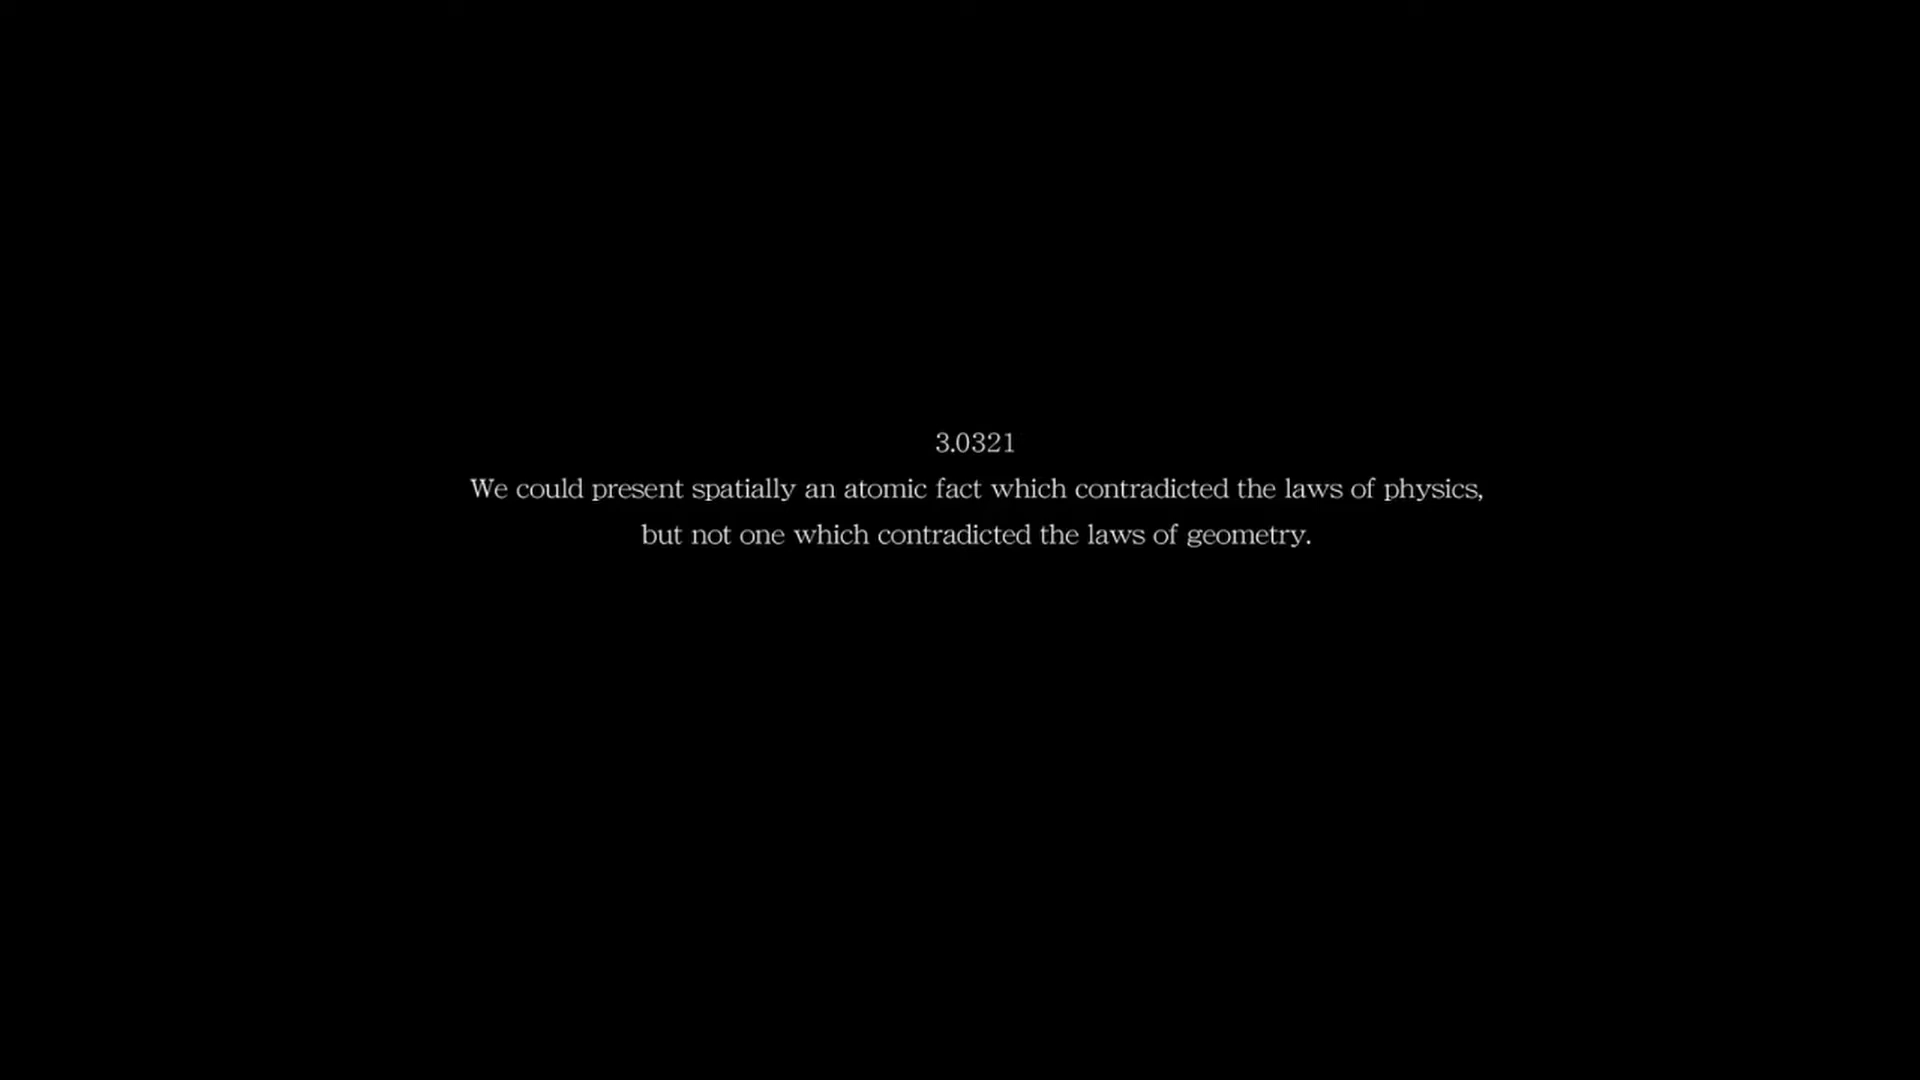 3.0321
We could present spatially an atomic fact which contradicted the laws of physics,
but not one which contradicted the laws of geometry.